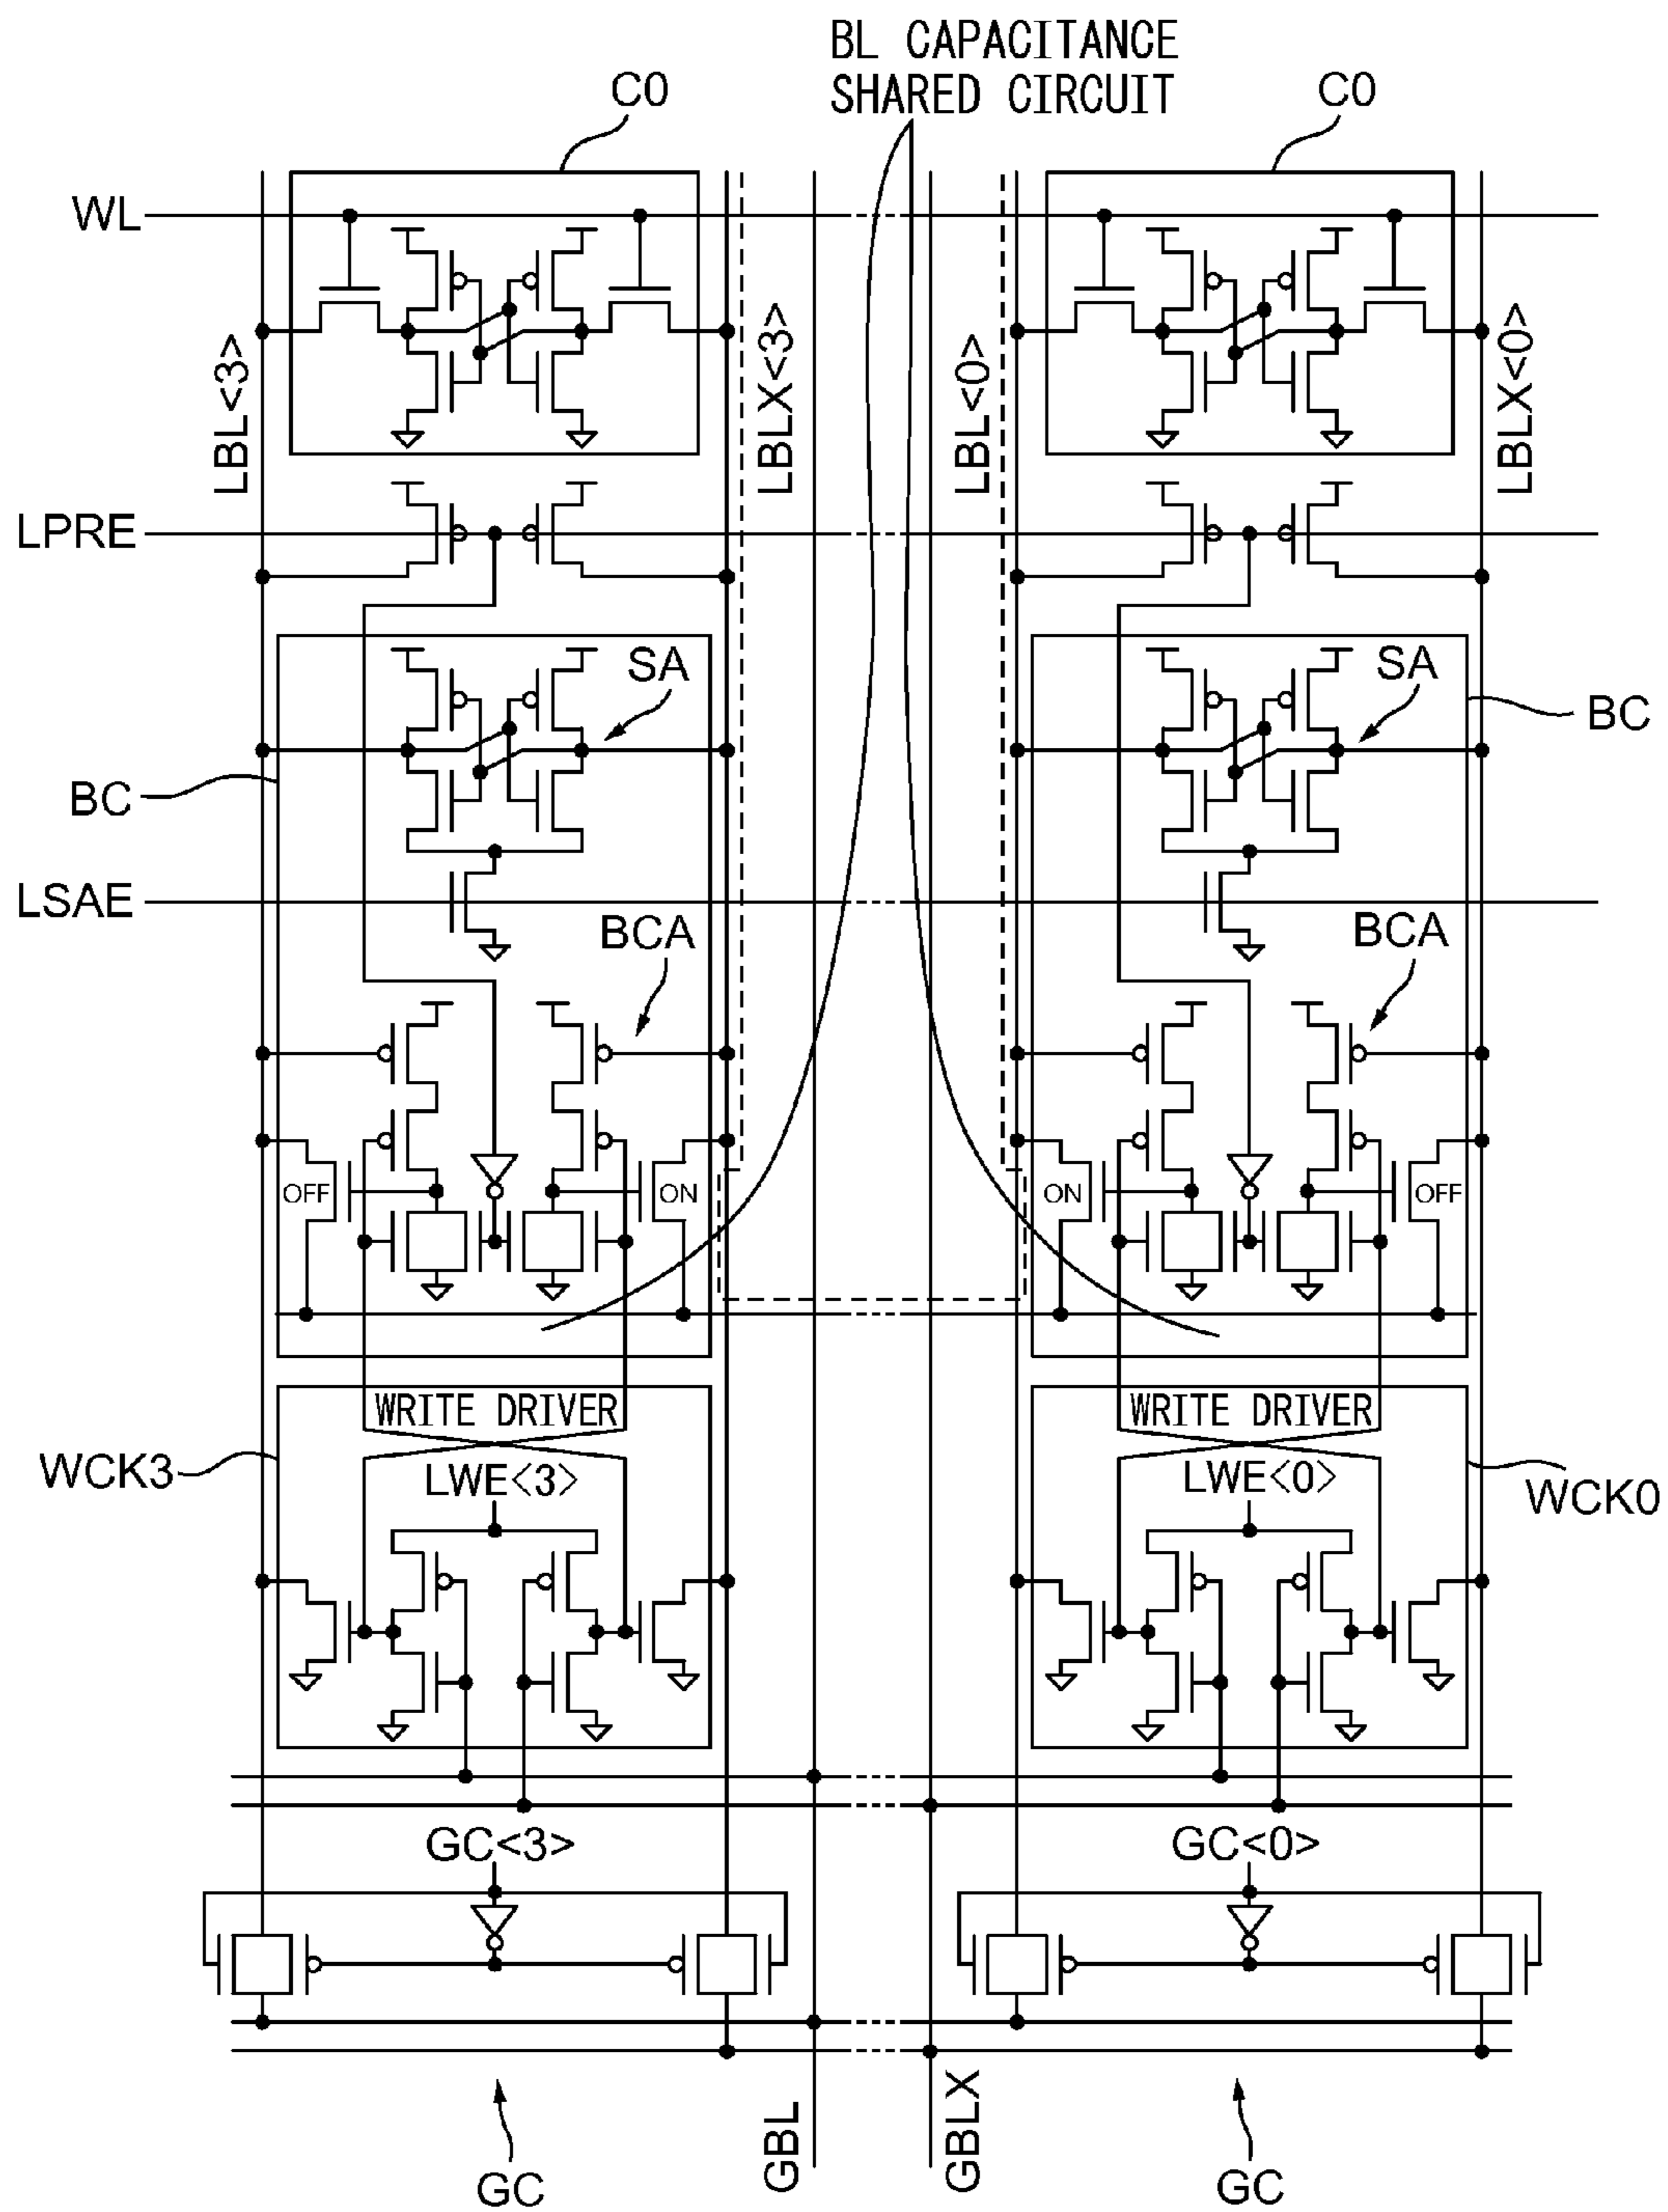 BL CAPACITANCE
SHARED CIRCUIT
C0
C0
WL
LBL<3>
LBLX<3>
LBL<0>
LBLX<0>
LPRE
SA
SA
BC
BC
LSAE
BCA
BCA
OFF
ON
ON
OFF
WRITE DRIVER
WRITE DRIVER
WCK3
LWE<3>
LWE<0>
WCK0
GC<3>
GC<0>
GBL
GBLX
GC
GC